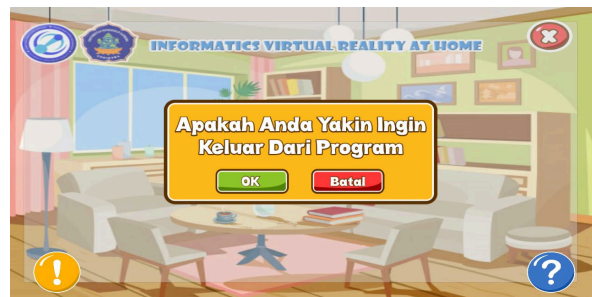 INFORMATICS VIRTUAL REALITY AT HOME
Apakah Anda Yakin Ingin
Keluar Dari Program
OK
Batal
!
?